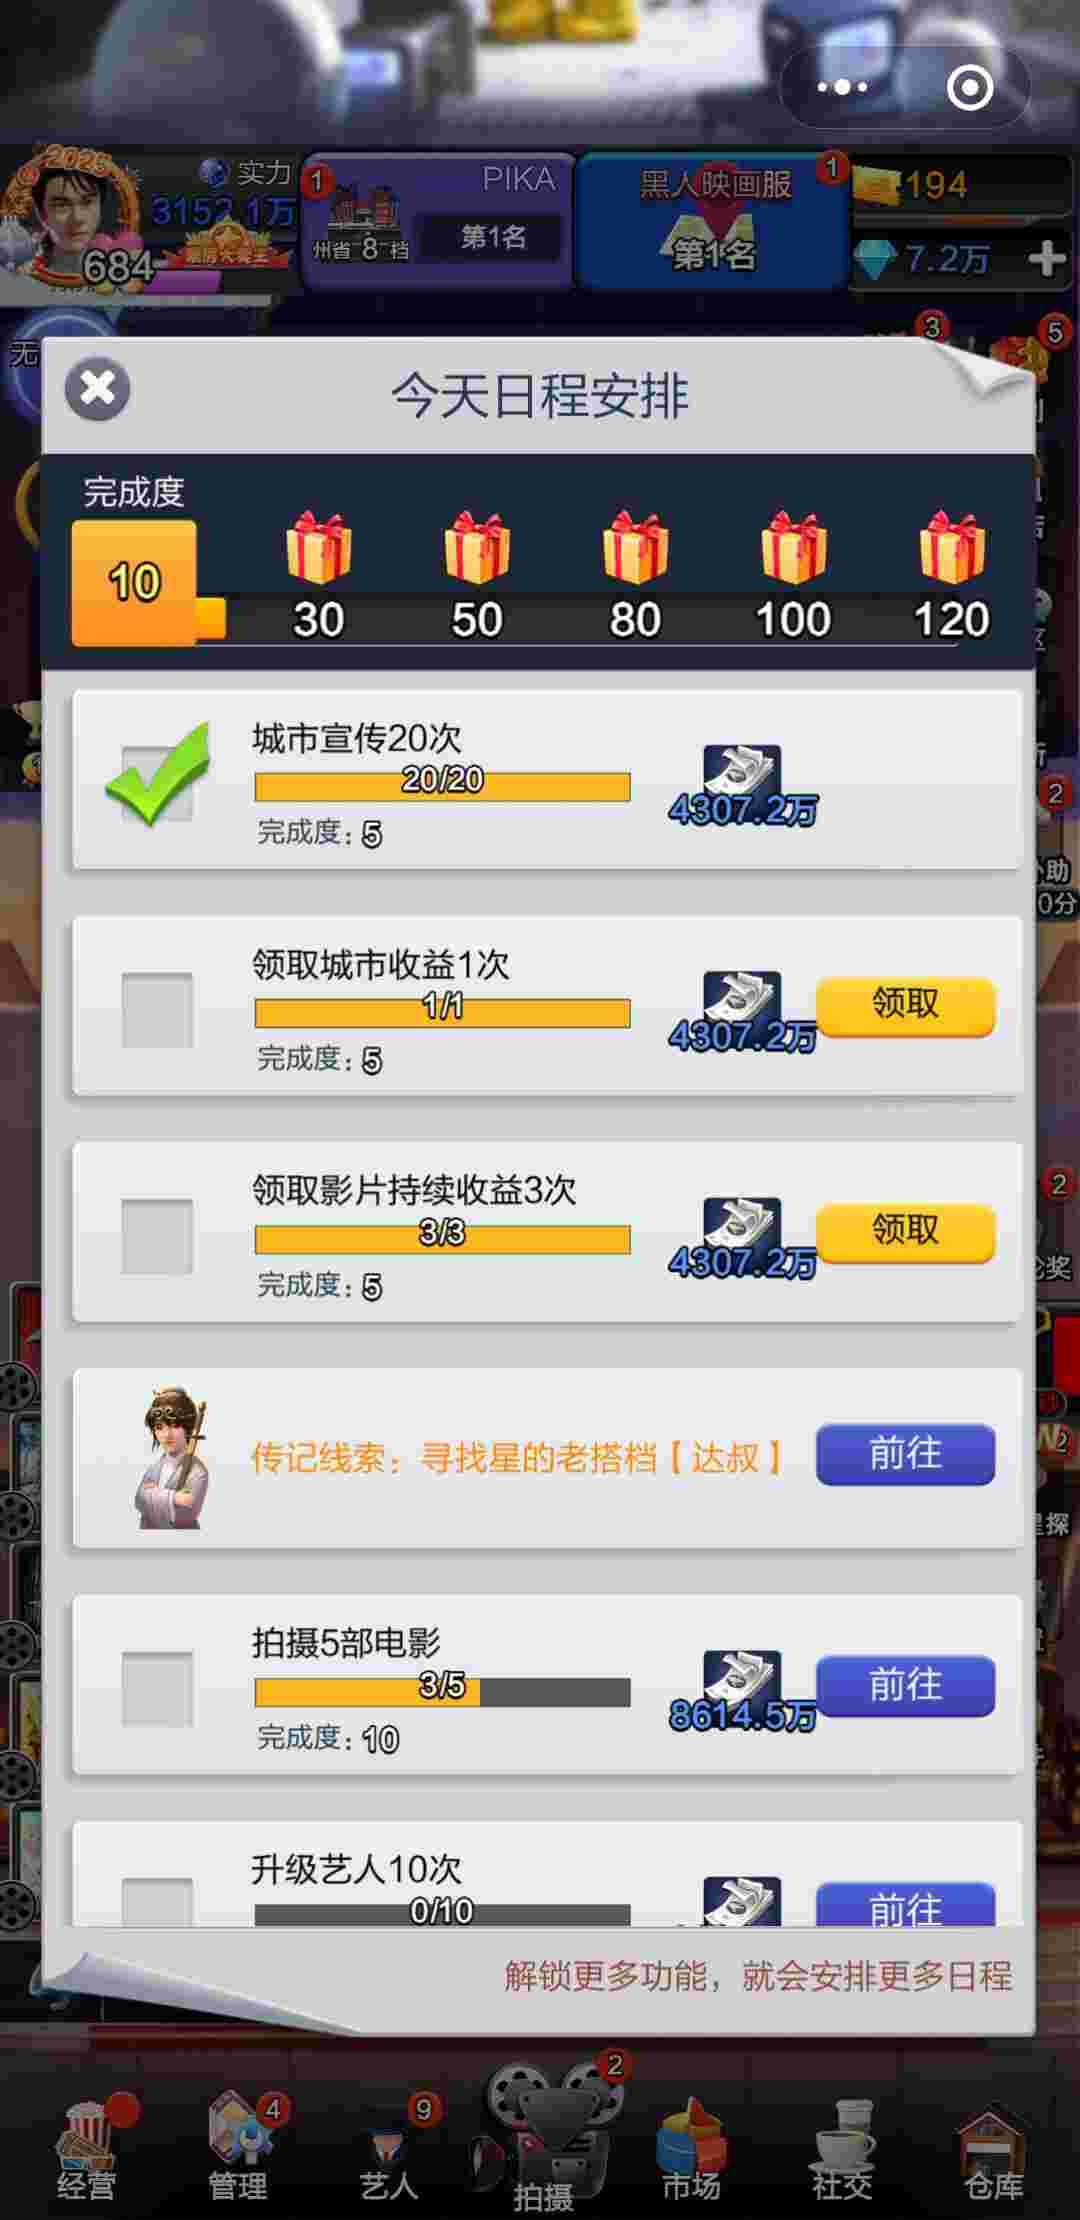 2025
实力
3152.1万
684
1
PIKA
州省 8 档
第1名
黑人映画服
1
第1名
194
7.2万
无
3
5
今天日程安排
完成度
10
30
50
80
100
120
城市宣传20次
20/20
4307.2万
完成度: 5
2
助
0分
领取城市收益1次
1/1
4307.2万
领取
完成度: 5
领取影片持续收益3次
3/3
4307.2万
领取
完成度: 5
2
奖
传记线索：寻找星的老搭档【达叔】
前往
探
拍摄5部电影
3/5
8614.5万
前往
完成度: 10
升级艺人10次
0/10
前往
解锁更多功能，就会安排更多日程
2
4
9
经营
管理
艺人
拍摄
市场
社交
仓库